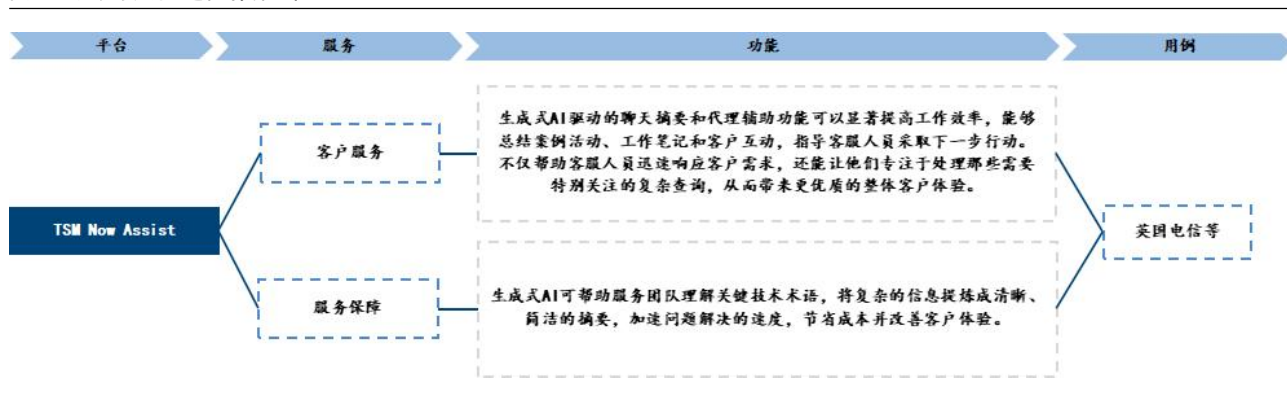 平台
服务
功能
用例
TSM Now Assist
客户服务
生成式AI驱动的聊天摘要和代理辅助功能可以显著提高工作效率，能够
总结案例活动、工作笔记和客户互动，指导客服人员采取下一步行动。
不仅帮助客服人员迅速响应客户需求，还能让他们专注于处理那些需要
特别关注的复杂查询，从而带来更优质的整体客户体验。
服务保障
生成式AI可帮助服务团队理解关键技术术语，将复杂的信息提炼成清晰、
简洁的摘要，加速问题解决的速度，节省成本并改善客户体验。
英国电信等